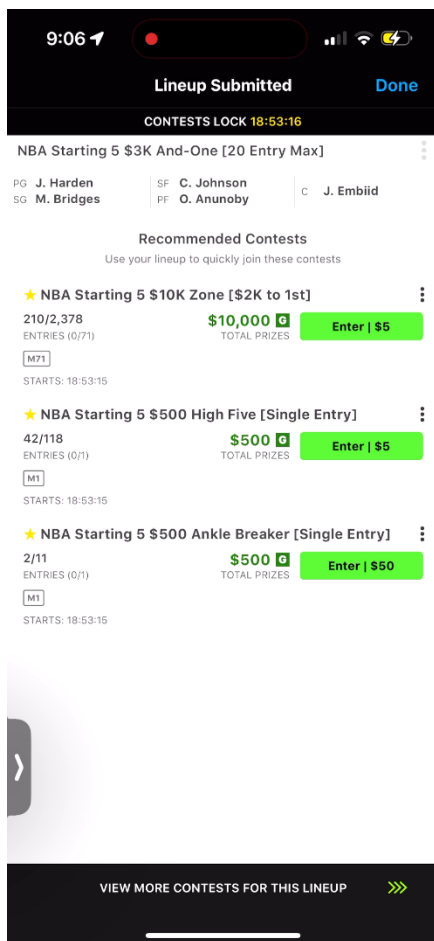 9:06
Lineup Submitted
Done
CONTESTS LOCK 18:53:16
NBA Starting 5 $3K And-One [20 Entry Max]
PG J. Harden
SG M. Bridges
SF C. Johnson
PF O. Anunoby
C J. Embiid
Recommended Contests
Use your lineup to quickly join these contests
NBA Starting 5 $10K Zone [$2K to 1st]
210/2,378
ENTRIES (0/71)
$10,000 G
TOTAL PRIZES
Enter | $5
M71
STARTS: 18:53:15
NBA Starting 5 $500 High Five [Single Entry]
42/118
ENTRIES (0/1)
$500 G
TOTAL PRIZES
Enter | $5
M1
STARTS: 18:53:15
NBA Starting 5 $500 Ankle Breaker [Single Entry]
2/11
ENTRIES (0/1)
$500 G
TOTAL PRIZES
Enter | $50
M1
STARTS: 18:53:15
VIEW MORE CONTESTS FOR THIS LINEUP